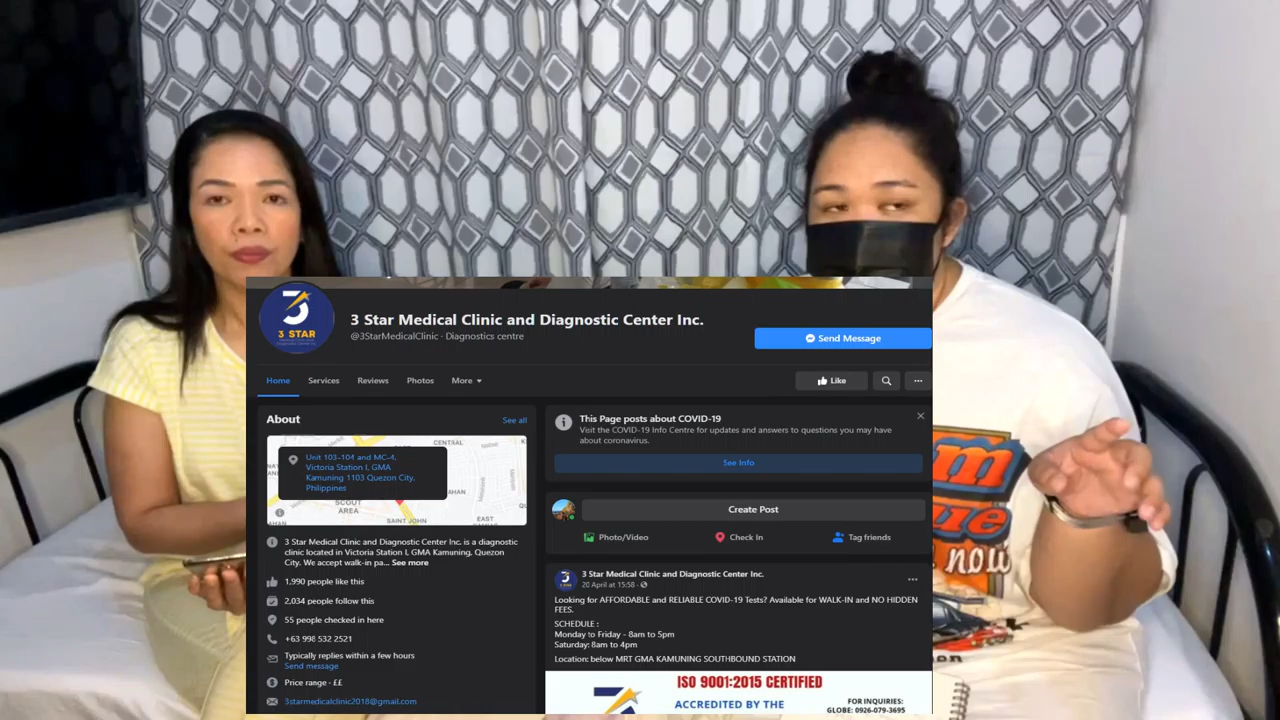 3 STAR
3 Star Medical Clinic and Diagnostic Center Inc.
@3StarMedicalClinic · Diagnostics centre
Send Message
Home
Services
Reviews
Photos
More
Like
About
See all
CENTRAL
Unit 103-104 and MC-4,
Victoria Station I, GMA
Kamuning 1103 Quezon City,
Philippines
SCOUT
AREA
SAINT JOHN
EAST
3 Star Medical Clinic and Diagnostic Center Inc. is a diagnostic
clinic located in Victoria Station I, GMA Kamuning, Quezon
City. We accept walk-in pa... See more
1,990 people like this
2,034 people follow this
55 people checked in here
+63 998 532 2521
Typically replies within a few hours
Send message
Price range · ££
3starmedicalclinic2018@gmail.com
This Page posts about COVID-19
Visit the COVID-19 Info Centre for updates and answers to questions you may have
about coronavirus.
See Info
Create Post
Photo/Video
Check In
Tag friends
3 Star Medical Clinic and Diagnostic Center Inc.
20 April at 15:58 ·
Looking for AFFORDABLE and RELIABLE COVID-19 Tests? Available for WALK-IN and NO HIDDEN
FEES.
SCHEDULE :
Monday to Friday - 8am to 5pm
Saturday: 8am to 4pm
Location: below MRT GMA KAMUNING SOUTHBOUND STATION
ISO 9001:2015 CERTIFIED
ACCREDITED BY THE
FOR INQUIRIES:
GLOBE: 0926-079-3695
now